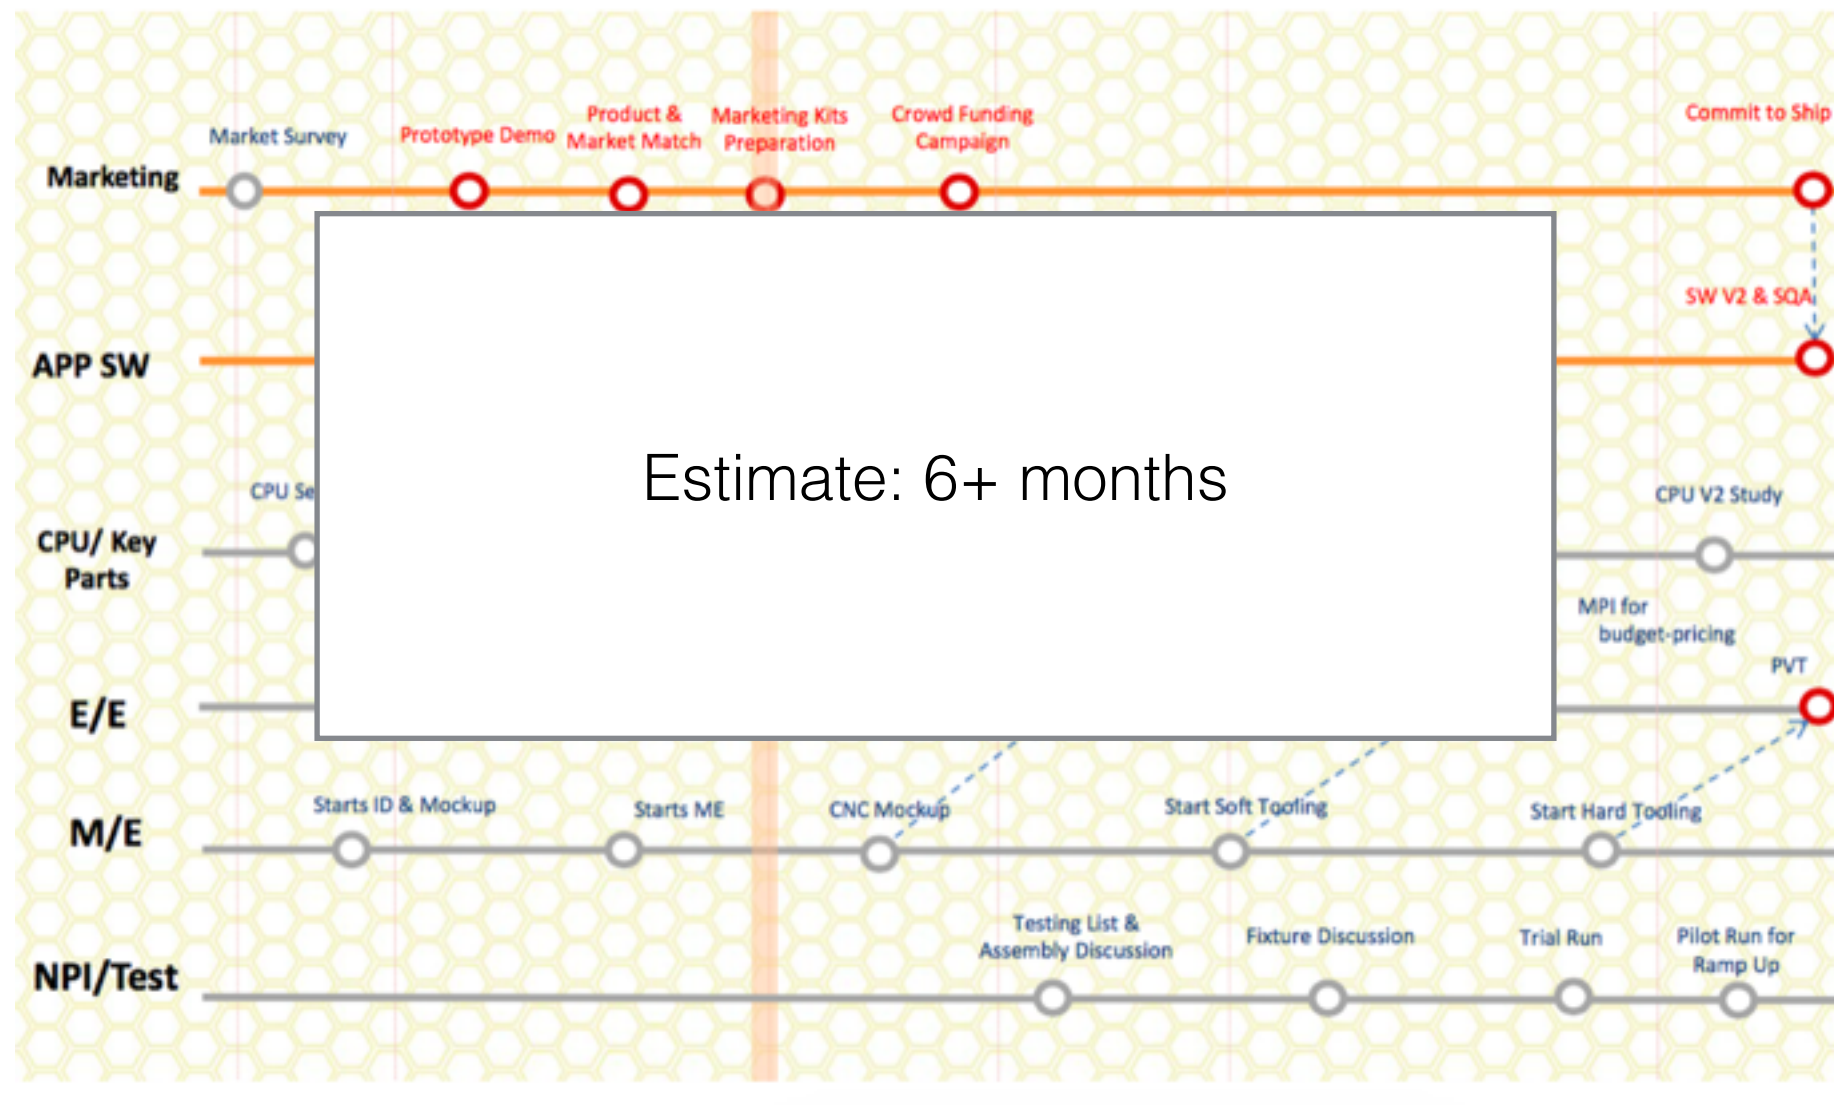 Market Survey
Prototype Demo
Product &
Market Match
Marketing Kits
Preparation
Crowd Funding
Campaign
Commit to Ship
Marketing
SW V2 & SQA
APP SW
Estimate: 6+ months
CPU Se
CPU V2 Study
CPU/ Key
Parts
MPI for
budget-pricing
PVT
E/E
Starts ID & Mockup
Starts ME
CNC Mockup
Start Soft Tooling
Start Hard Tooling
M/E
Testing List &
Assembly Discussion
Fixture Discussion
Trial Run
Pilot Run for
Ramp Up
NPI/Test